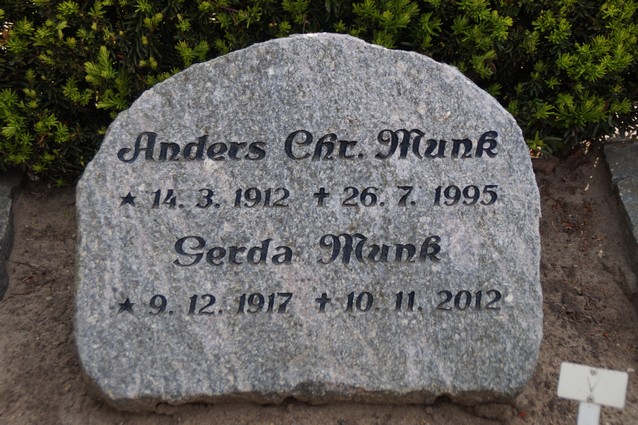 Anders Chr. Munk
★ 14. 3. 1912 ✝ 26. 7. 1995
Gerda Munk
★ 9. 12. 1917 ✝ 10. 11. 2012